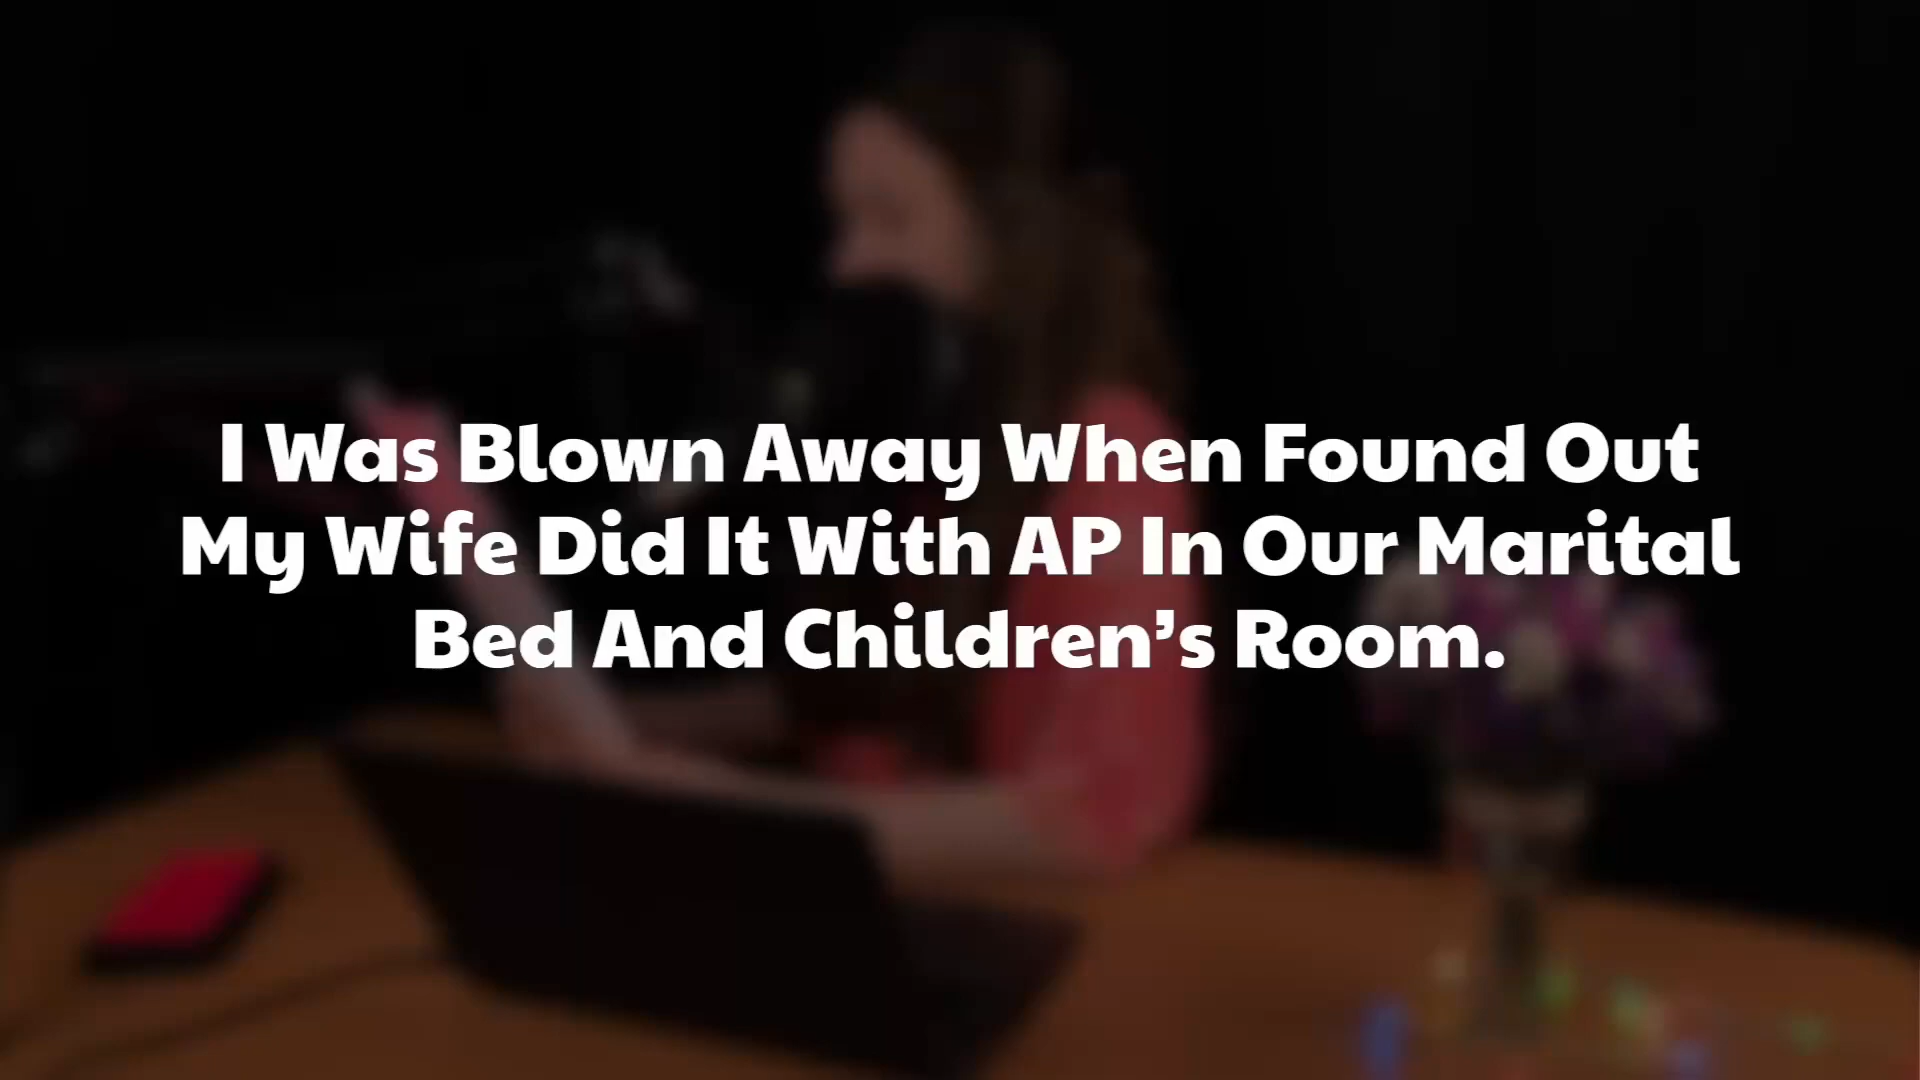 I Was Blown Away When Found Out
My Wife Did It With AP In Our Marital
Bed And Children’s Room.